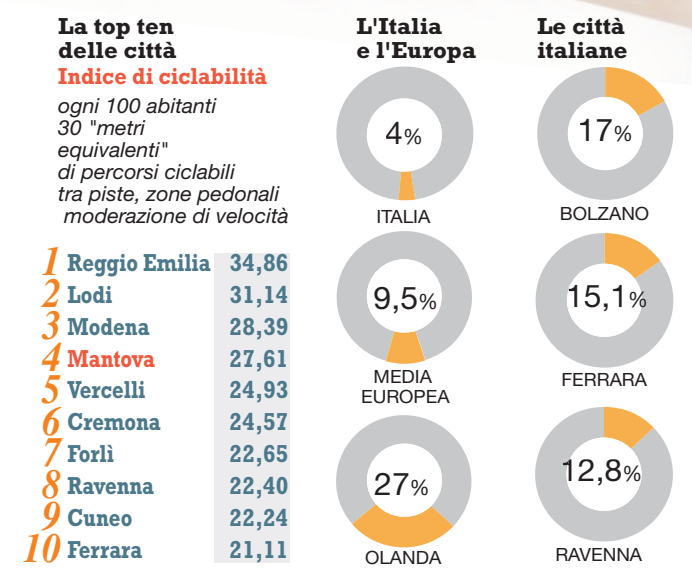 La top ten
delle città
Indice di ciclabilità
ogni 100 abitanti
30 "metri
equivalenti"
di percorsi ciclabili
tra piste, zone pedonali
moderazione di velocità
1 Reggio Emilia 34,86
2 Lodi 31,14
3 Modena 28,39
4 Mantova 27,61
5 Vercelli 24,93
6 Cremona 24,57
7 Forlì 22,65
8 Ravenna 22,40
9 Cuneo 22,24
10 Ferrara 21,11
L'Italia
e l'Europa
4%
ITALIA
9,5%
MEDIA
EUROPEA
27%
OLANDA
Le città
italiane
17%
BOLZANO
15,1%
FERRARA
12,8%
RAVENNA